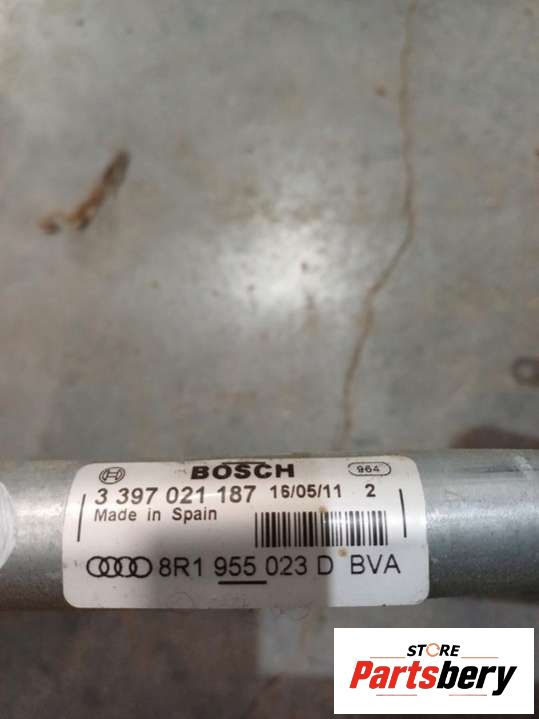 BOSCH 964
3 397 021 187 16/05/11 2
Made in Spain
8R1 955 023 D BVA
STORE
Partsbery